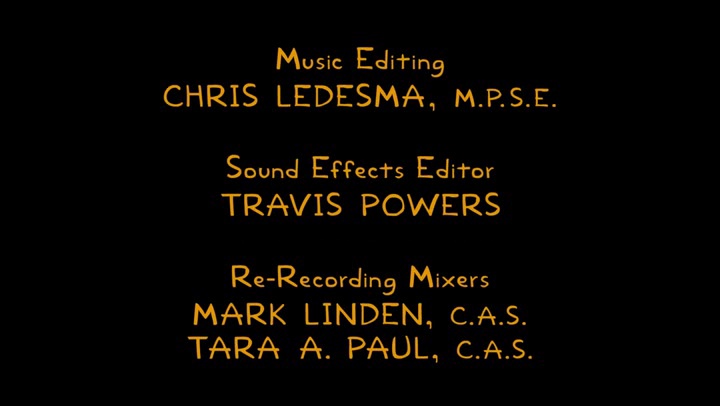 Music Editing
CHRIS LEDESMA, M.P.S.E.
Sound Effects Editor
TRAVIS POWERS
Re-Recording Mixers
MARK LINDEN, C.A.S.
TARA A. PAUL, C.A.S.